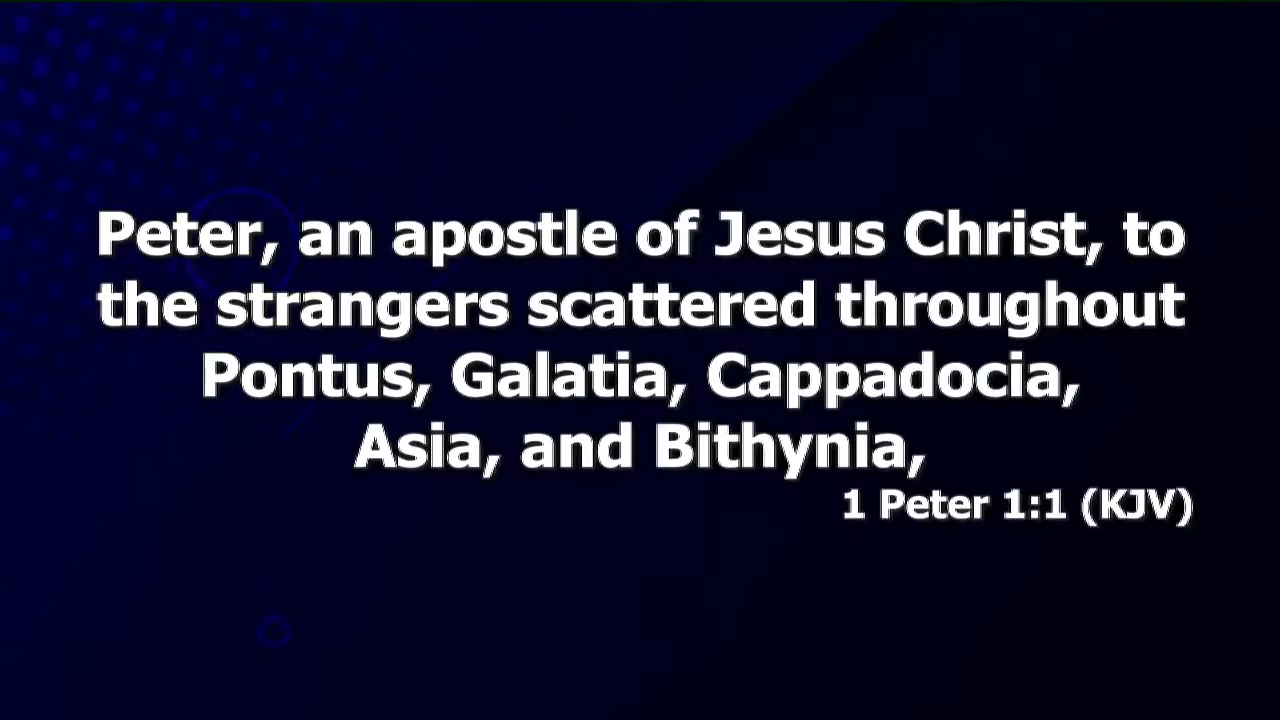 Peter, an apostle of Jesus Christ, to
the strangers scattered throughout
Pontus, Galatia, Cappadocia,
Asia, and Bithynia,
1 Peter 1:1 (KJV)